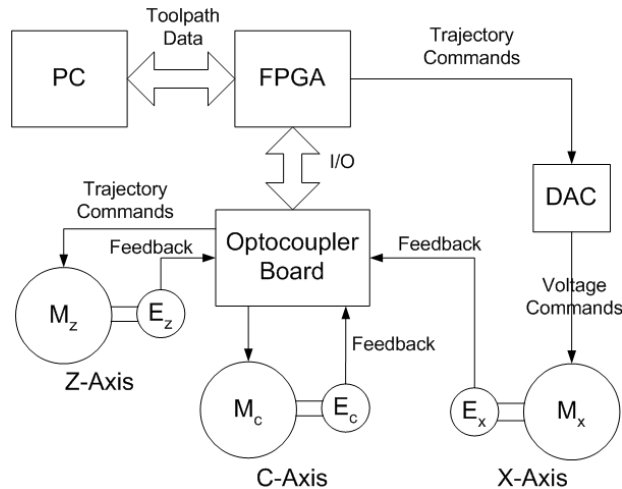 Toolpath
Data
PC
FPGA
Trajectory
Commands
I/O
DAC
Trajectory
Commands
Optocoupler
Board
Feedback
Feedback
Voltage
Commands
Mz
Ez
Z-Axis
Feedback
Mc
Ec
C-Axis
Ex
Mx
X-Axis